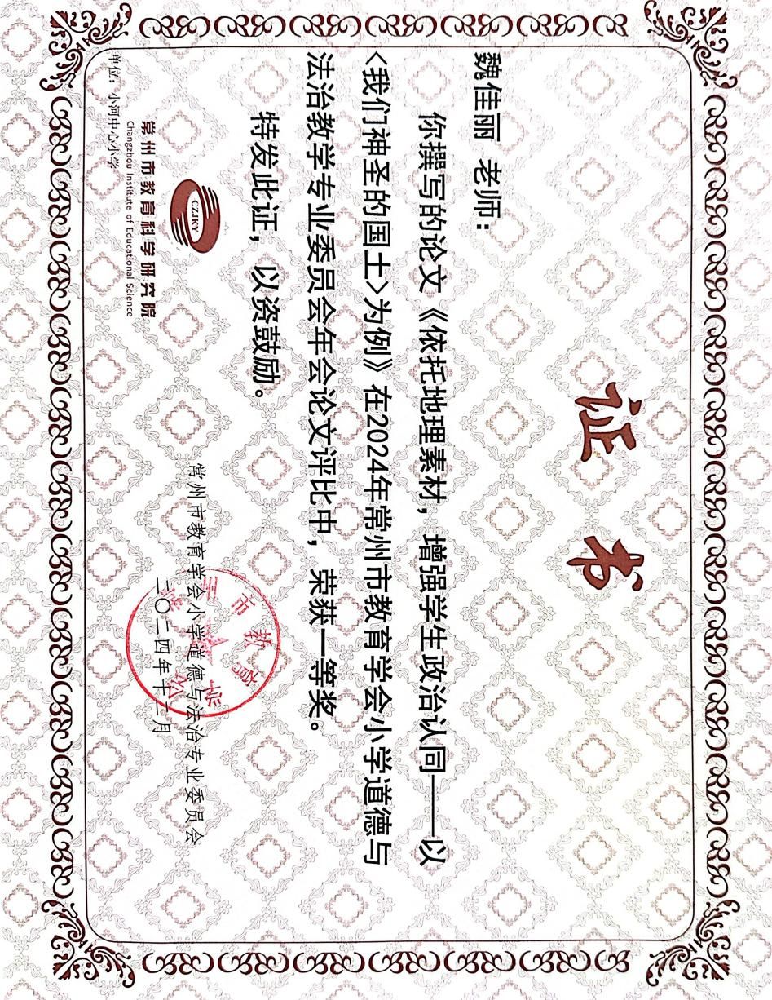 证书
魏佳丽 老师：
你撰写的论文《依托地理素材，增强学生政治认同——以
〈我们神圣的国土〉为例》在2024年常州市教育学会小学道德与
法治教学专业委员会年会论文评比中，荣获一等奖。
特发此证，以资鼓励。
CZJKY
常州市教育科学研究院
Changzhou Institute of Educational Science
单位：小河中心小学
常州市教育学会小学道德与法治专业委员会
二〇二四年十二月